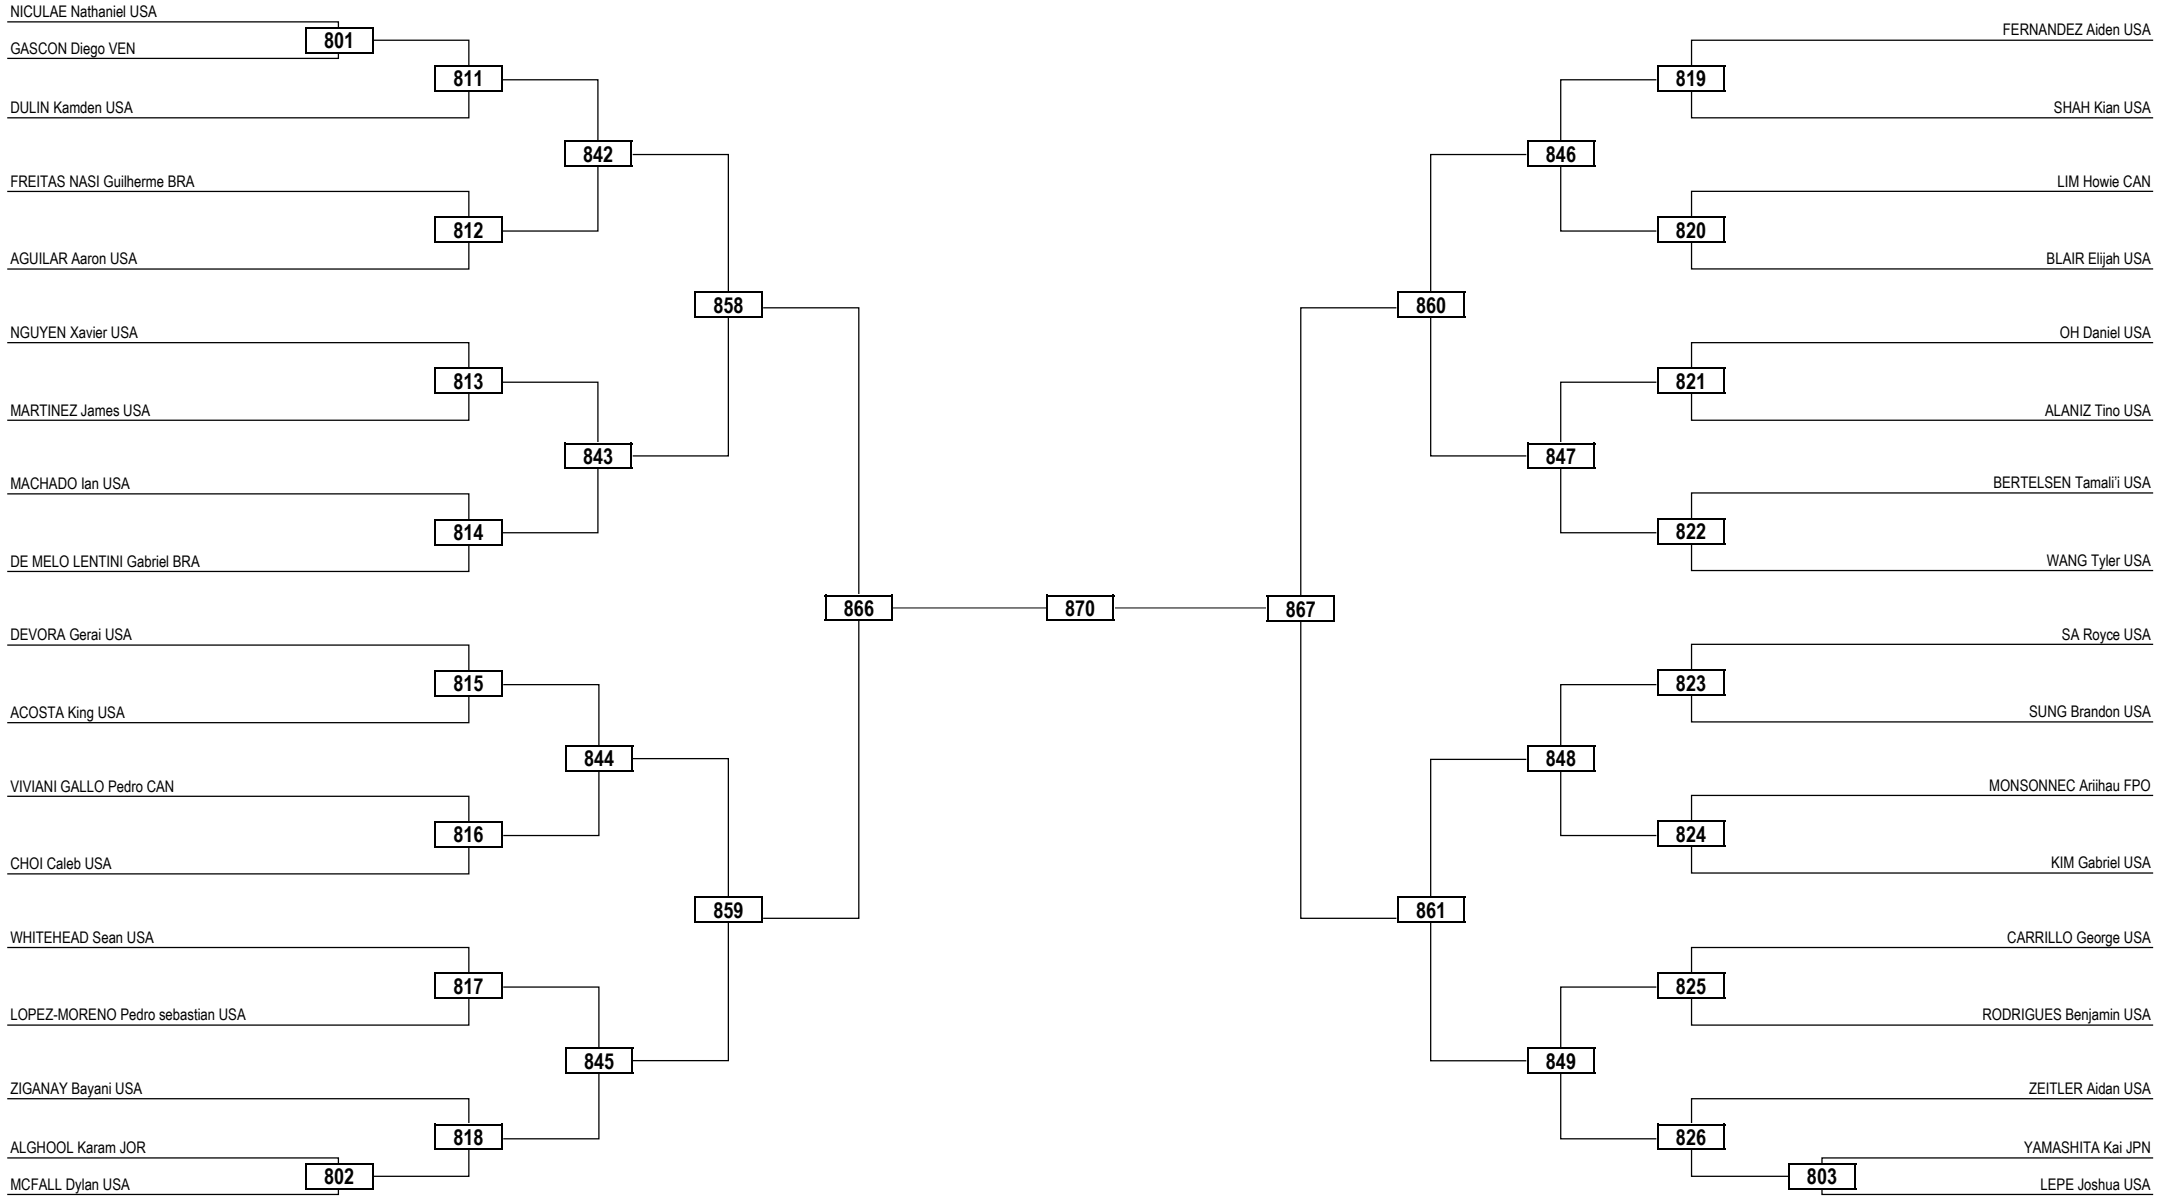 NICULAE Nathaniel USA
801
GASCON Diego VEN
811
DULIN Kamden USA
842
FREITAS NASI Guilherme BRA
812
AGUILAR Aaron USA
858
NGUYEN Xavier USA
813
MARTINEZ James USA
843
MACHADO Ian USA
814
DE MELO LENTINI Gabriel BRA
866
DEVORA Gerai USA
815
ACOSTA King USA
844
VIVIANI GALLO Pedro CAN
816
CHOI Caleb USA
859
WHITEHEAD Sean USA
817
LOPEZ-MORENO Pedro sebastian USA
845
ZIGANAY Bayani USA
818
ALGHOOL Karam JOR
802
MCFALL Dylan USA
870
FERNANDEZ Aiden USA
819
SHAH Kian USA
846
LIM Howie CAN
820
BLAIR Elijah USA
860
OH Daniel USA
821
ALANIZ Tino USA
847
BERTELSEN Tamali'i USA
822
WANG Tyler USA
867
SA Royce USA
823
SUNG Brandon USA
848
MONSONNEC Ariihau FPO
824
KIM Gabriel USA
861
CARRILLO George USA
825
RODRIGUES Benjamin USA
849
ZEITLER Aidan USA
826
YAMASHITA Kai JPN
803
LEPE Joshua USA